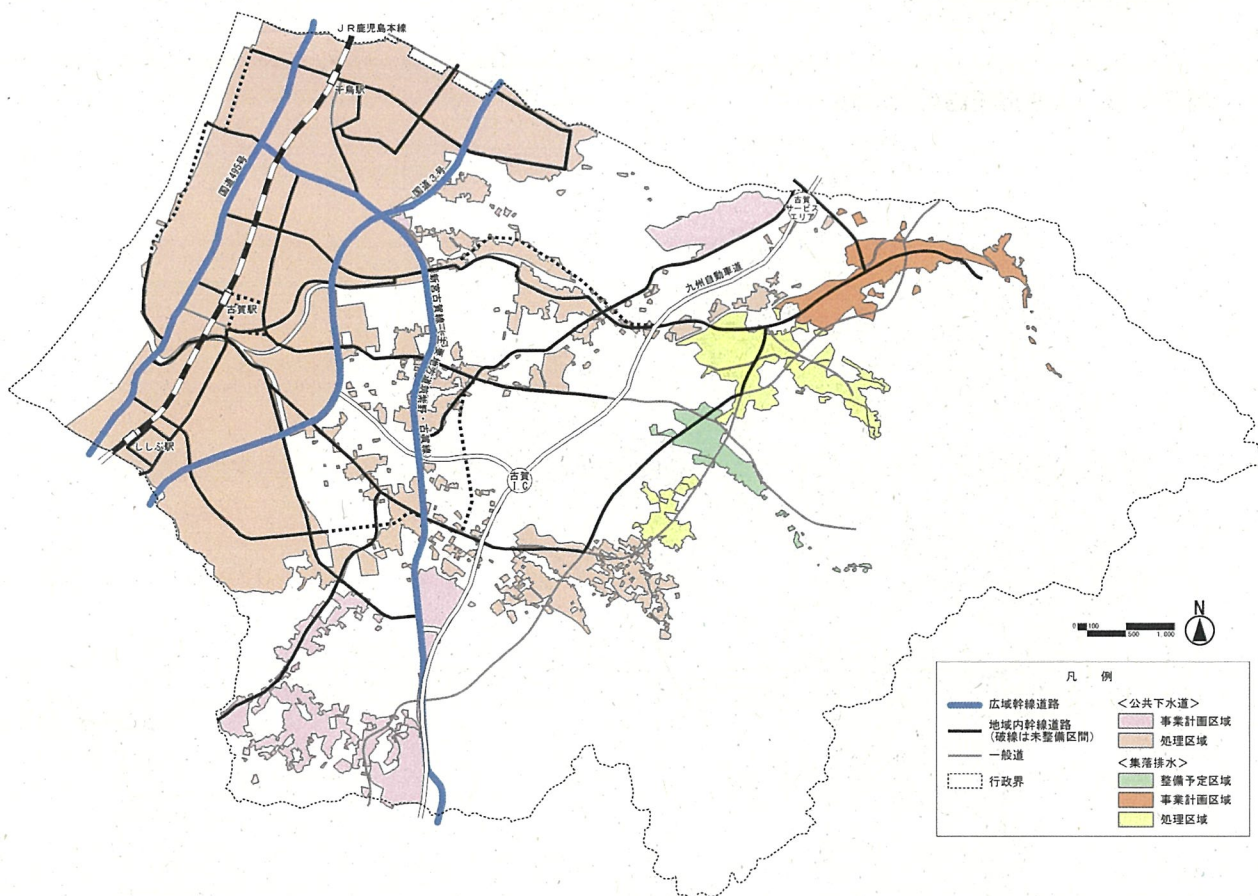 JR鹿児島本線
千鳥駅
国道495号
国道3号
古賀
サービス
エリア
九州自動車道
古賀駅
ししぶ駅
古賀
I.C
N
0 100
500 1,000
凡 例
広域幹線道路
地域内幹線道路
(破線は未整備区間)
一般道
行政界
<公共下水道>
事業計画区域
処理区域
<集落排水>
整備予定区域
事業計画区域
処理区域